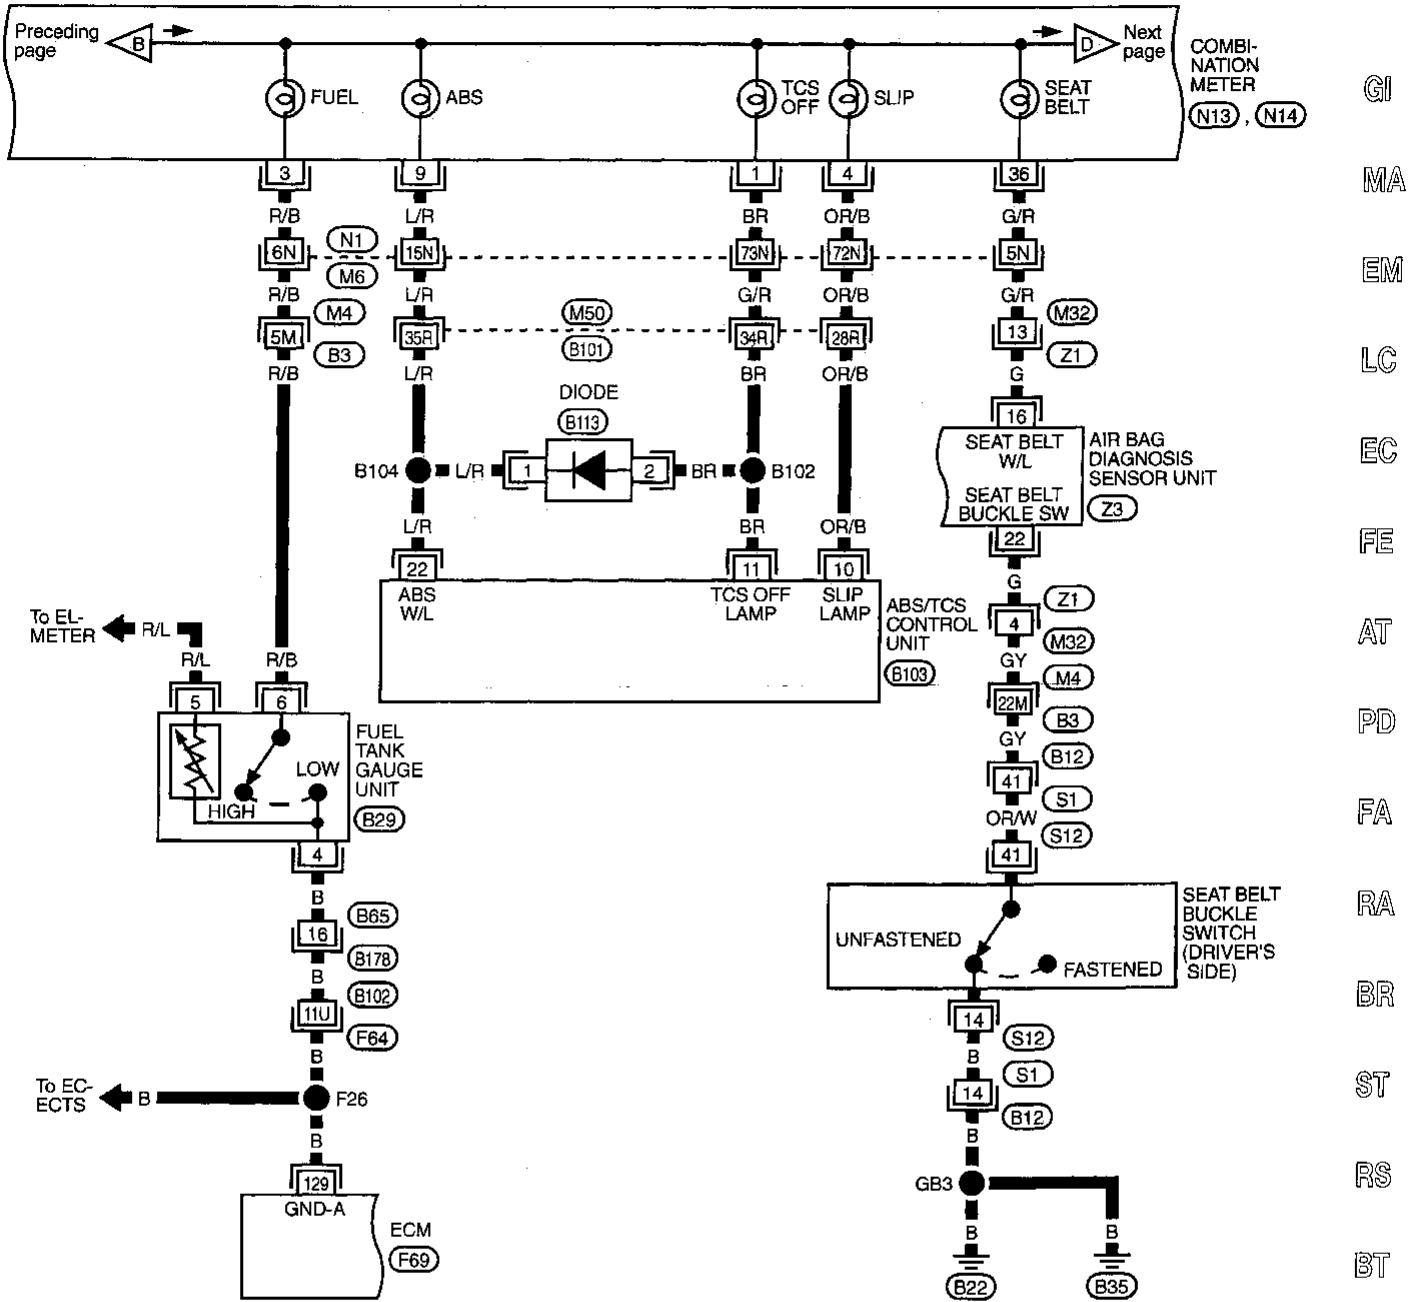 Preceding
page
B
D
Next
page
COMBI-
NATION
METER
N13 , N14
FUEL
ABS
TCS
OFF
SLIP
SEAT
BELT
3
9
1
4
36
R/B
L/R
BR
OR/B
G/R
6N
N1
M6
15N
73N
72N
5N
R/B
L/R
G/R
OR/B
G/R
M4
5M
B3
35R
M50
B101
34R
28R
M32
13
Z1
R/B
L/R
BR
OR/B
G
DIODE
B113
16
SEAT BELT
W/L
SEAT BELT
BUCKLE SW
AIR BAG
DIAGNOSIS
SENSOR UNIT
Z3
B104
L/R
1
2
BR
B102
L/R
BR
OR/B
22
22
11
10
ABS
W/L
TCS OFF
LAMP
SLIP
LAMP
ABS/TCS
CONTROL
UNIT
B103
G
Z1
4
M32
GY
M4
22M
B3
GY
B12
41
S1
OR/W
S12
41
To EL-
METER
R/L
R/L
R/B
5
6
LOW
HIGH
FUEL
TANK
GAUGE
UNIT
B29
4
B
B65
16
B178
B
B102
11U
F64
B
To EC-
ECTS
B
F26
B
129
GND-A
ECM
F69
UNFASTENED
FASTENED
SEAT BELT
BUCKLE
SWITCH
(DRIVER'S
SIDE)
14
S12
B
S1
14
B12
B
GB3
B
B
B22
B35
GI
MA
EM
LC
EC
FE
AT
PD
FA
RA
BR
ST
RS
BT